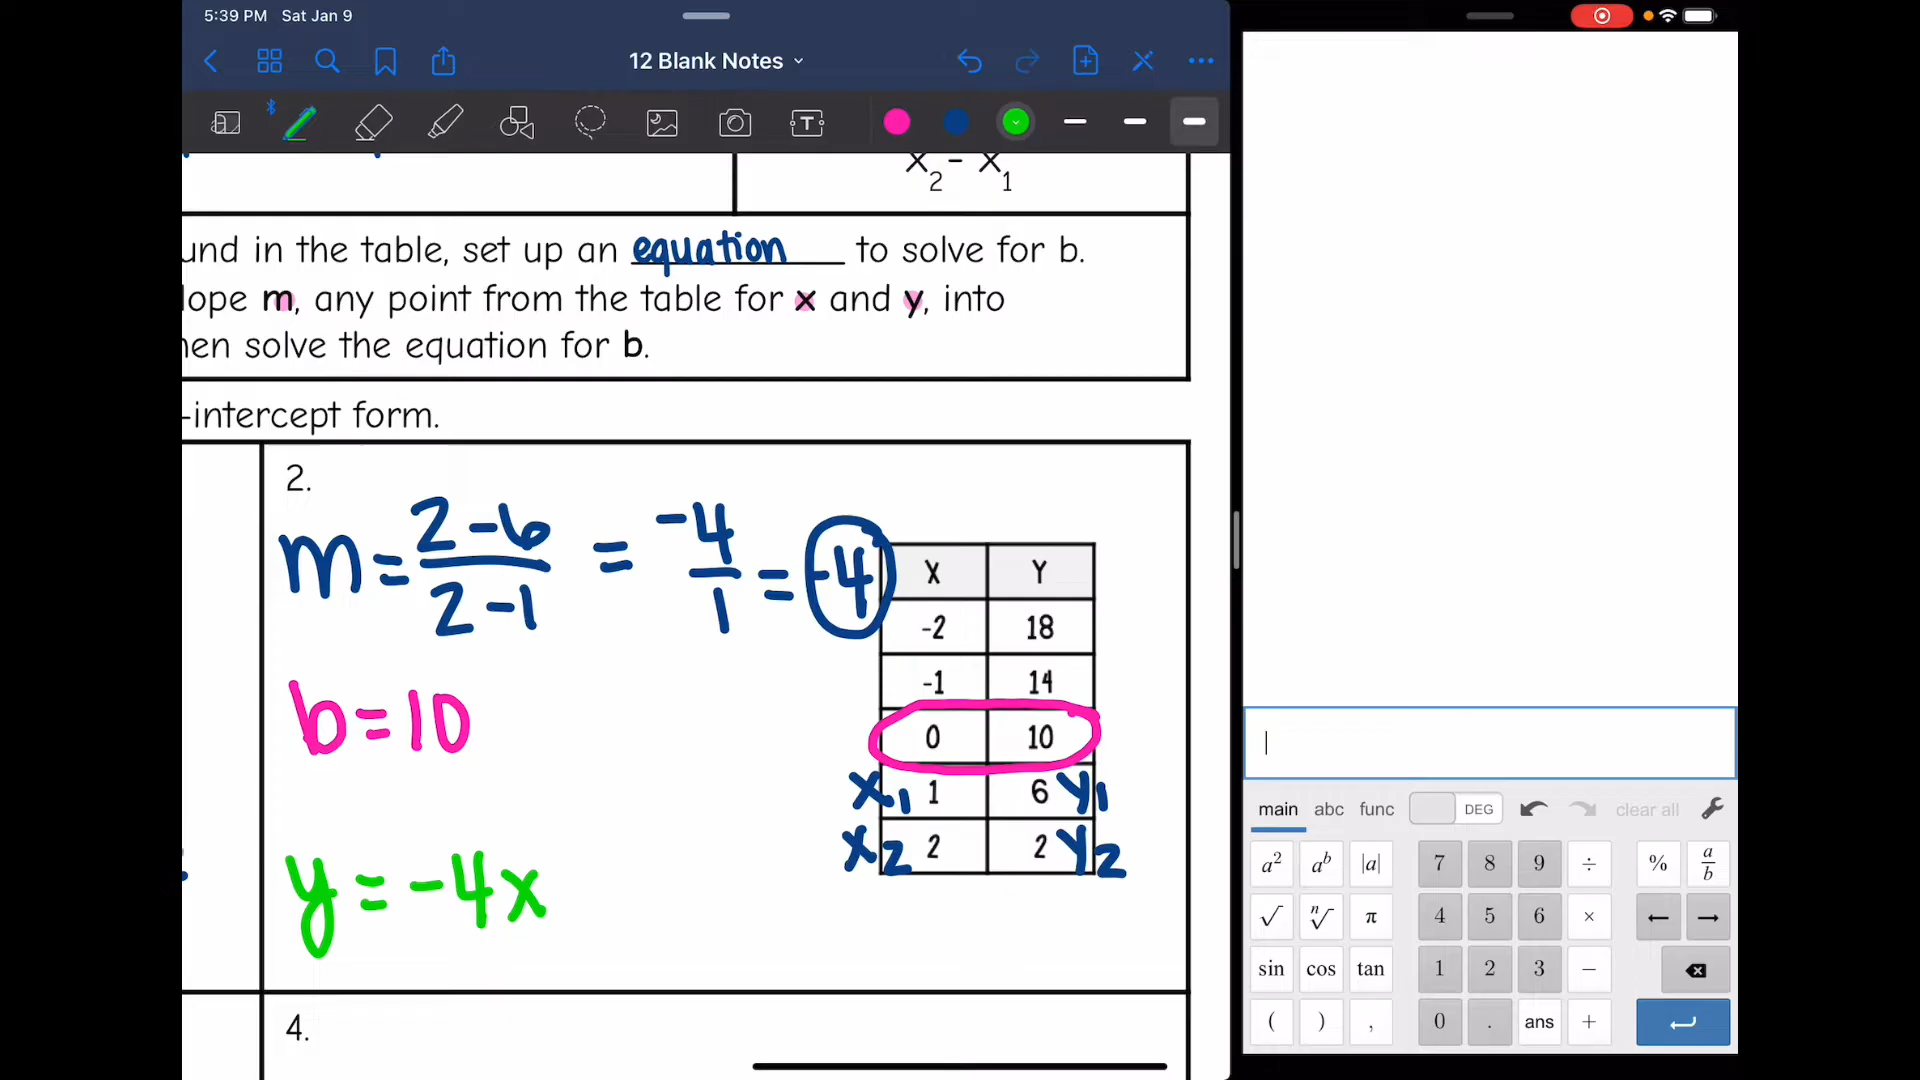 5:39 PM Sat Jan 9
12 Blank Notes
T
x2 - x1
und in the table, set up an equation to solve for b.
lope m, any point from the table for x and y, into
hen solve the equation for b.
-intercept form.
2.
m = 2 - 6 / 2 - 1 = -4 / 1 = -4
X Y
-2 18
-1 14
b = 10
0 10
x1 1 6 y1
x2 2 2 y2
y = -4x
4.
main abc func DEG clear all
a² aᵇ |a| 7 8 9 ÷ % a/b
√ ⁿ√ π 4 5 6 × ← →
sin cos tan 1 2 3 −
( ) , 0 . ans +